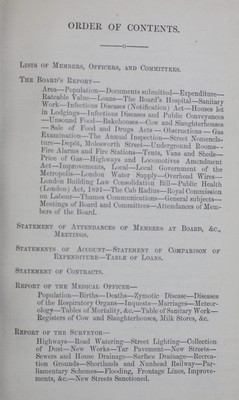 ORDER OF CONTENTS.
LISTS OF MEMBERS, OFFICERS, AND COMMITTEES.
THE BOARD'S REPORT—
Area—Population—Documents submitted—Expenditure—
Rateable Value—Loans—The Board's Hospital—Sanitary
Work—Infectious Diseases (Notification) Act—Houses let
in Lodgings—Infectious Diseases and Public Conveyances
—Unsound Food—Bakehouses—Cow and Slaughterhouses
—Sale of Food and Drugs Acts—Obstructions—Gas
Examination—The Annual Inspection—Street Nomencla-
ture—Depôt, Molesworth Street—Underground Rooms—
Fire Alarms and Fire Stations—Tents, Vans and Sheds—
Price of Gas—Highways and Locomotives Amendment
Act—Improvements, Local—Local Government of the
Metropolis—London Water Supply—Overhead Wires—
London Building Law Consolidation Bill—Public Health
(London) Act, 1891—The Cab Radius—Royal Commission
on Labour—Thames Communications—General subjects—
Meetings of Board and Committees—Attendances of Mem-
bers of the Board.
STATEMENT OF ATTENDANCES OF MEMBERS AT BOARD, &C.,
MEETINGS.
STATEMENTS OF ACCOUNT—STATEMENT OF COMPARISON OF
EXPENDITURE—TABLE OF LOANS.
STATEMENT OF CONTRACTS.
REPORT OF THE MEDICAL OFFICER—
Population—Births—Deaths—Zymotic Disease—Diseases
of the Respiratory Organs—Inquests—Marriages—Meteor-
ology—Tables of Mortality, &c.—Table of Sanitary Work—
Registers of Cow and Slaughterhouses, Milk Stores, &c.
REPORT OF THE SURVEYOR—
Highways—Road Watering—Street Lighting—Collection
of Dust—New Works—Tar Pavement—New Streets—
Sewers and House Drainage—Surface Drainage—Recrea-
tion Grounds—Shortlands and Nunhead Railway—Par-
liamentary Schemes—Flooding, Frontage Lines, Improve-
ments, &c.—New Streets Sanctioned.